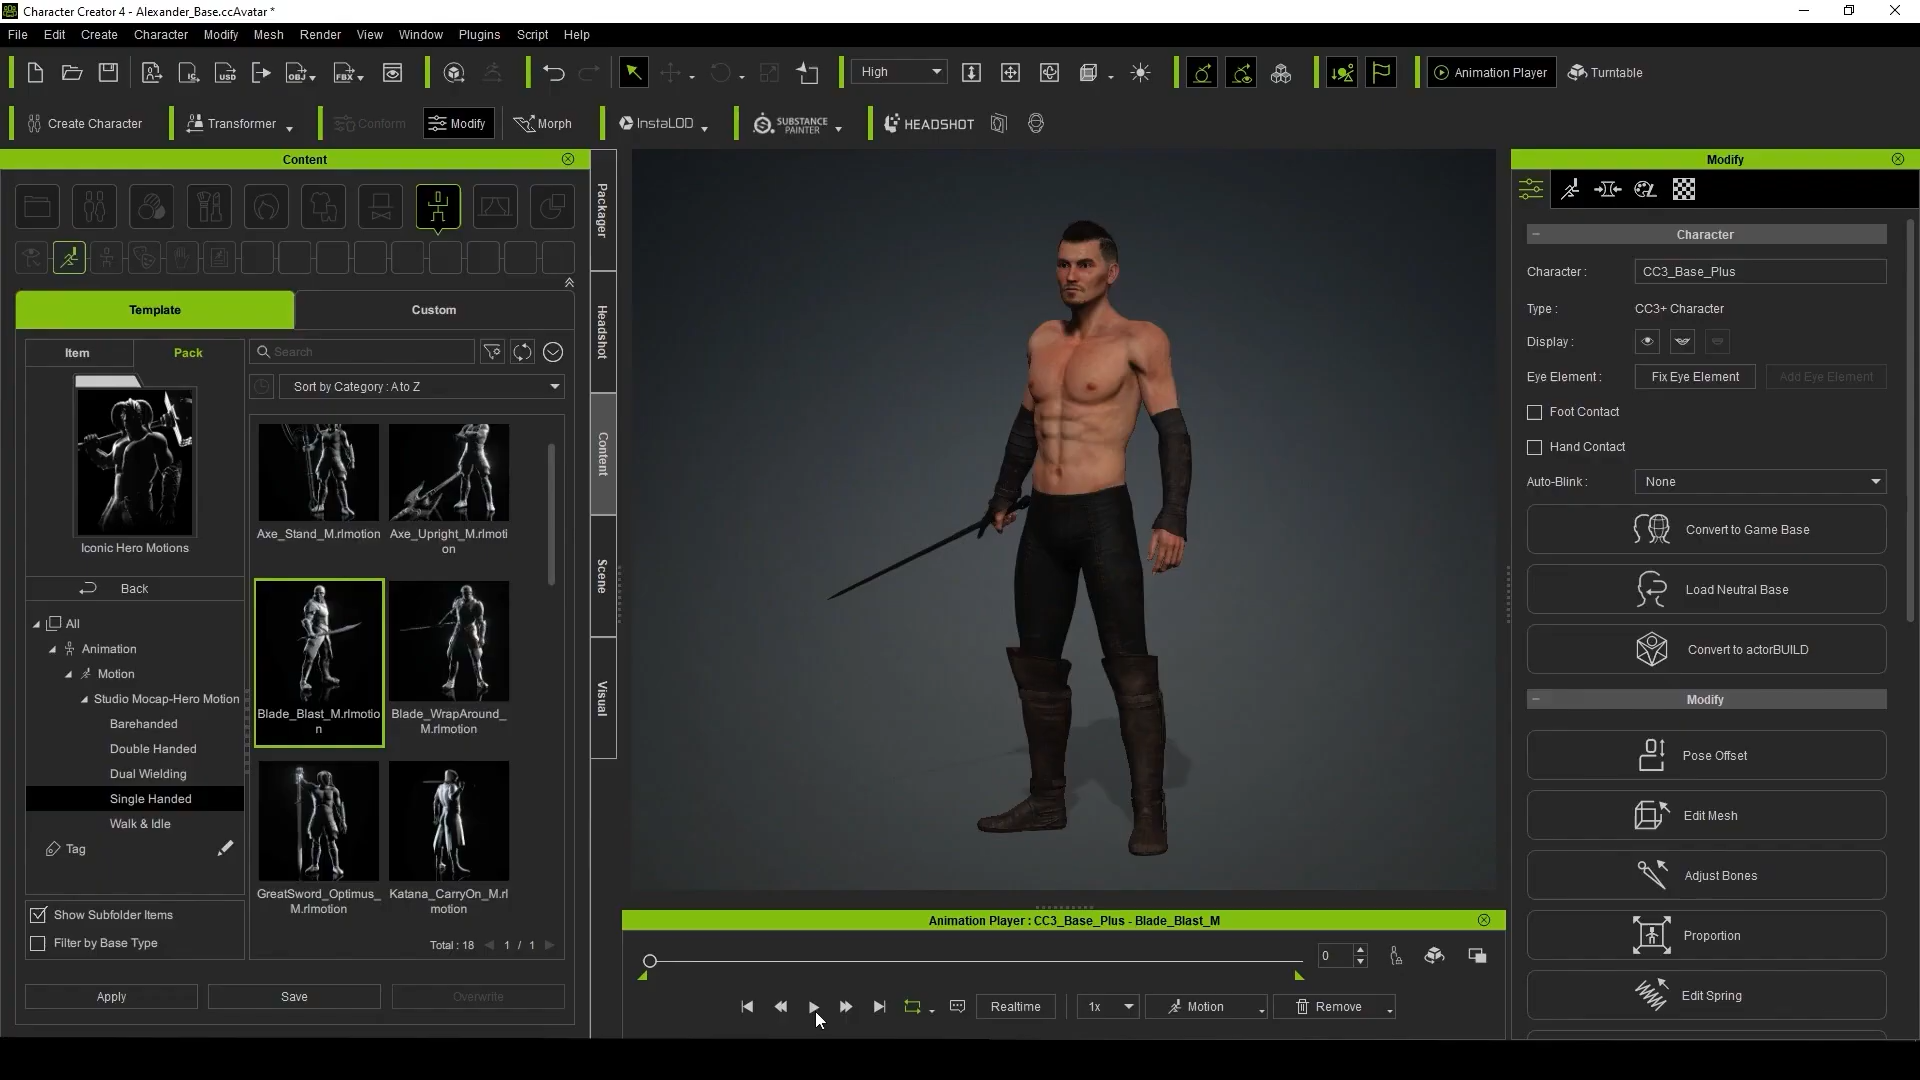 Character Creator 4 - Alexander_Base.ccAvatar *
File Edit Create Character Modify Mesh Render View Window Plugins Script Help
IC USD OBJ FBX High Animation Player Turntable
Create Character Transformer Conform Modify Morph InstaLOD SUBSTANCE PAINTER HEADSHOT
Content
Template Custom
Item Pack Search
Sort by Category : A to Z
Iconic Hero Motions
Back
All
Animation
Motion
Studio Mocap-Hero Motion
Barehanded
Double Handed
Dual Wielding
Single Handed
Walk & Idle
Tag
Show Subfolder Items
Filter by Base Type
Axe_Stand_M.rlmotion
Axe_Upright_M.rlmoti
on
Blade_Blast_M.rlmotio
n
Blade_WrapAround_
M.rlmotion
GreatSword_Optimus_
M.rlmotion
Katana_CarryOn_M.rl
motion
Total : 18 1 / 1
Apply Save Overwrite
Packager
Headshot
Content
Scene
Visual
Animation Player : CC3_Base_Plus - Blade_Blast_M
0
Realtime 1x Motion Remove
Modify
Character
Character : CC3_Base_Plus
Type : CC3+ Character
Display :
Eye Element : Fix Eye Element Add Eye Element
Foot Contact
Hand Contact
Auto-Blink : None
Convert to Game Base
Load Neutral Base
Convert to actorBUILD
Modify
Pose Offset
Edit Mesh
Adjust Bones
Proportion
Edit Spring